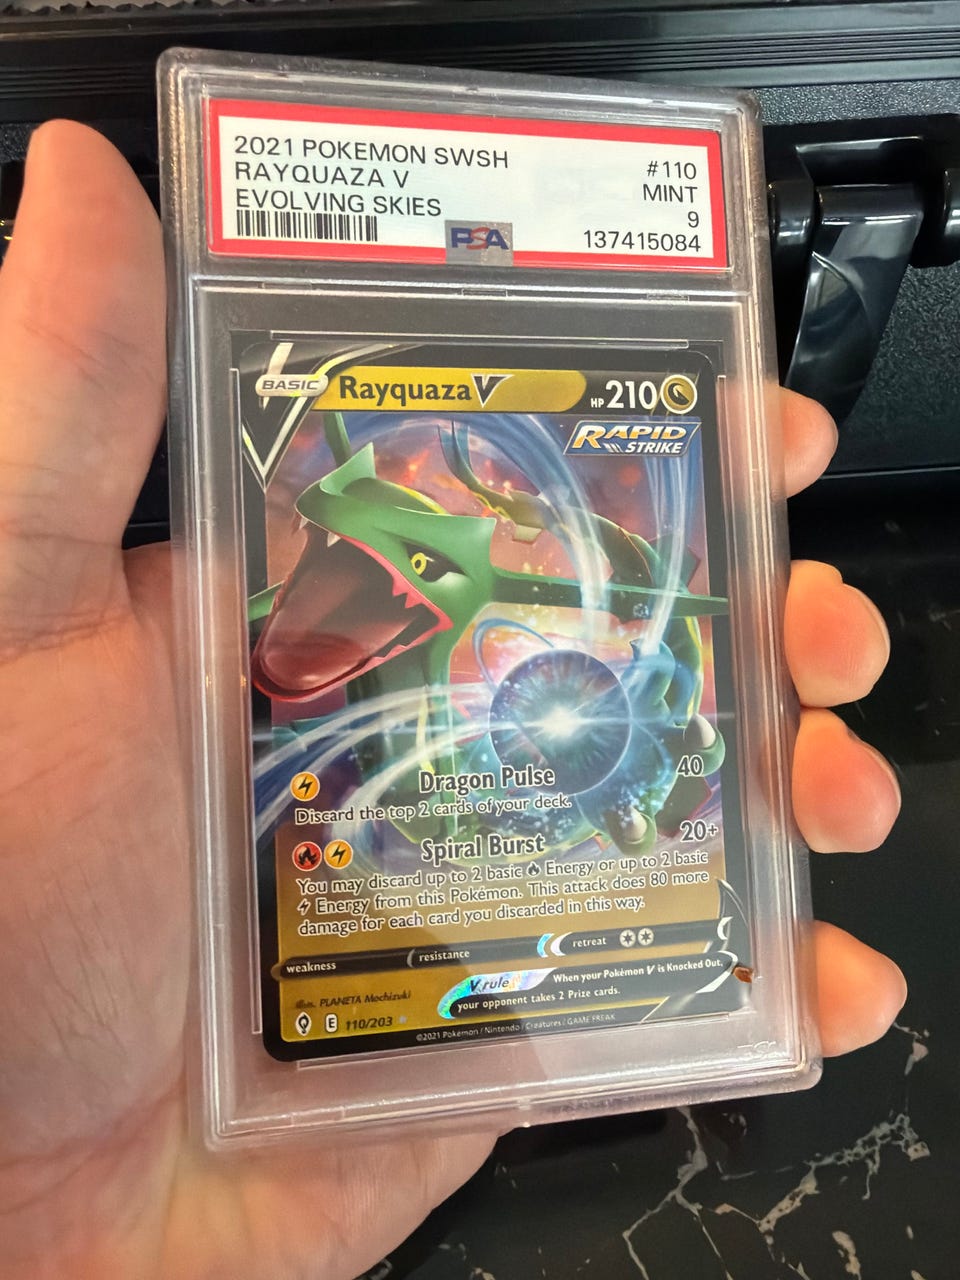 2021 POKEMON SWSH #110
RAYQUAZA V MINT
EVOLVING SKIES 9
PSA 137415084
BASIC Rayquaza V HP 210
RAPID
STRIKE
Dragon Pulse 40
Discard the top 2 cards of your deck.
Spiral Burst 20+
You may discard up to 2 basic Energy or up to 2 basic
Energy from this Pokémon. This attack does 80 more
damage for each card you discarded in this way.
weakness resistance retreat
V rule When your Pokémon V is Knocked Out,
your opponent takes 2 Prize cards.
Illus. PLANETA Mochizuki
E 110/203
©2021 Pokémon / Nintendo / Creatures / GAME FREAK